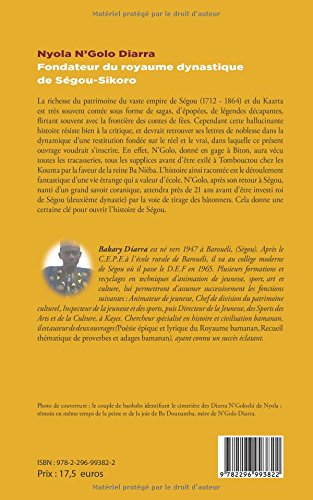 Matériel protégé par le droit d'auteur
Nyola N'Golo Diarra
Fondateur du royaume dynastique
de Ségou-Sikoro
La richesse du patrimoine du vaste empire de Ségou (1712 - 1864) et du Kaarta
est très souvent connue sous forme de sagas, d'épopées, de légendes décapantes,
flirtant souvent avec la frontière des contes de fées. Cependant cette hallucinante
histoire résiste bien à la critique, et devrait retrouver ses lettres de noblesse dans la
dynamique d'une restitution fondée sur le réel et le vrai, dans laquelle le présent
ouvrage voudrait s'inscrire. En effet, N'Golo, donné en gage à Biton, aura vécu
toutes les tracasseries, tous les supplices avant d'être exilé à Tombouctou chez les
Kounta par la faveur de la reine Ba Niéba. L'histoire ainsi racontée est le déroulement
fantastique d'une vie étrange qui a valeur d'école. N'Golo, après son retour à Ségou,
nanti d'un grand savoir coranique, attendra près de 21 ans avant d'être investi roi
de Ségou (deuxième dynastie) par la voie de tirage des bâtonnets. Cela donne une
certaine clé pour ouvrir l'histoire de Ségou.
Bakary Diarra est né vers 1947 à Barouéli, (Ségou). Après le
C.E.P.E. à l'école rurale de Barouéli, il va au collège moderne
de Ségou où il passe le D.E.F en 1965. Plusieurs formations et
recyclages en techniques d'animation de jeunesse, sport, art et
culture, lui permettront d'assumer successivement les fonctions
suivantes : Animateur de jeunesse, Chef de division du patrimoine
culturel, Inspecteur de la jeunesse et des sports, puis Directeur de la Jeunesse, des Sports
des Arts et de la Culture, à Kayes. Chercheur spécialisé en histoire et civilisation bamanan,
il est auteur de deux ouvrages (Poésie épique et lyrique du Royaume bamanan, Recueil
thématique de proverbes et adages bamanan), ayant connu un succès éclatant.
Photo de couverture : le couple de baobabs identifiant le cimetière des Diarra N'Goloshi de Nyola ;
témoin en même temps de la peine et de la joie de Ba Dounamba, mère de N'Golo Diarra.
ISBN : 978-2-296-99382-2
Prix : 17,5 euros
9 782296 993822
Matériel protégé par le droit d'auteur